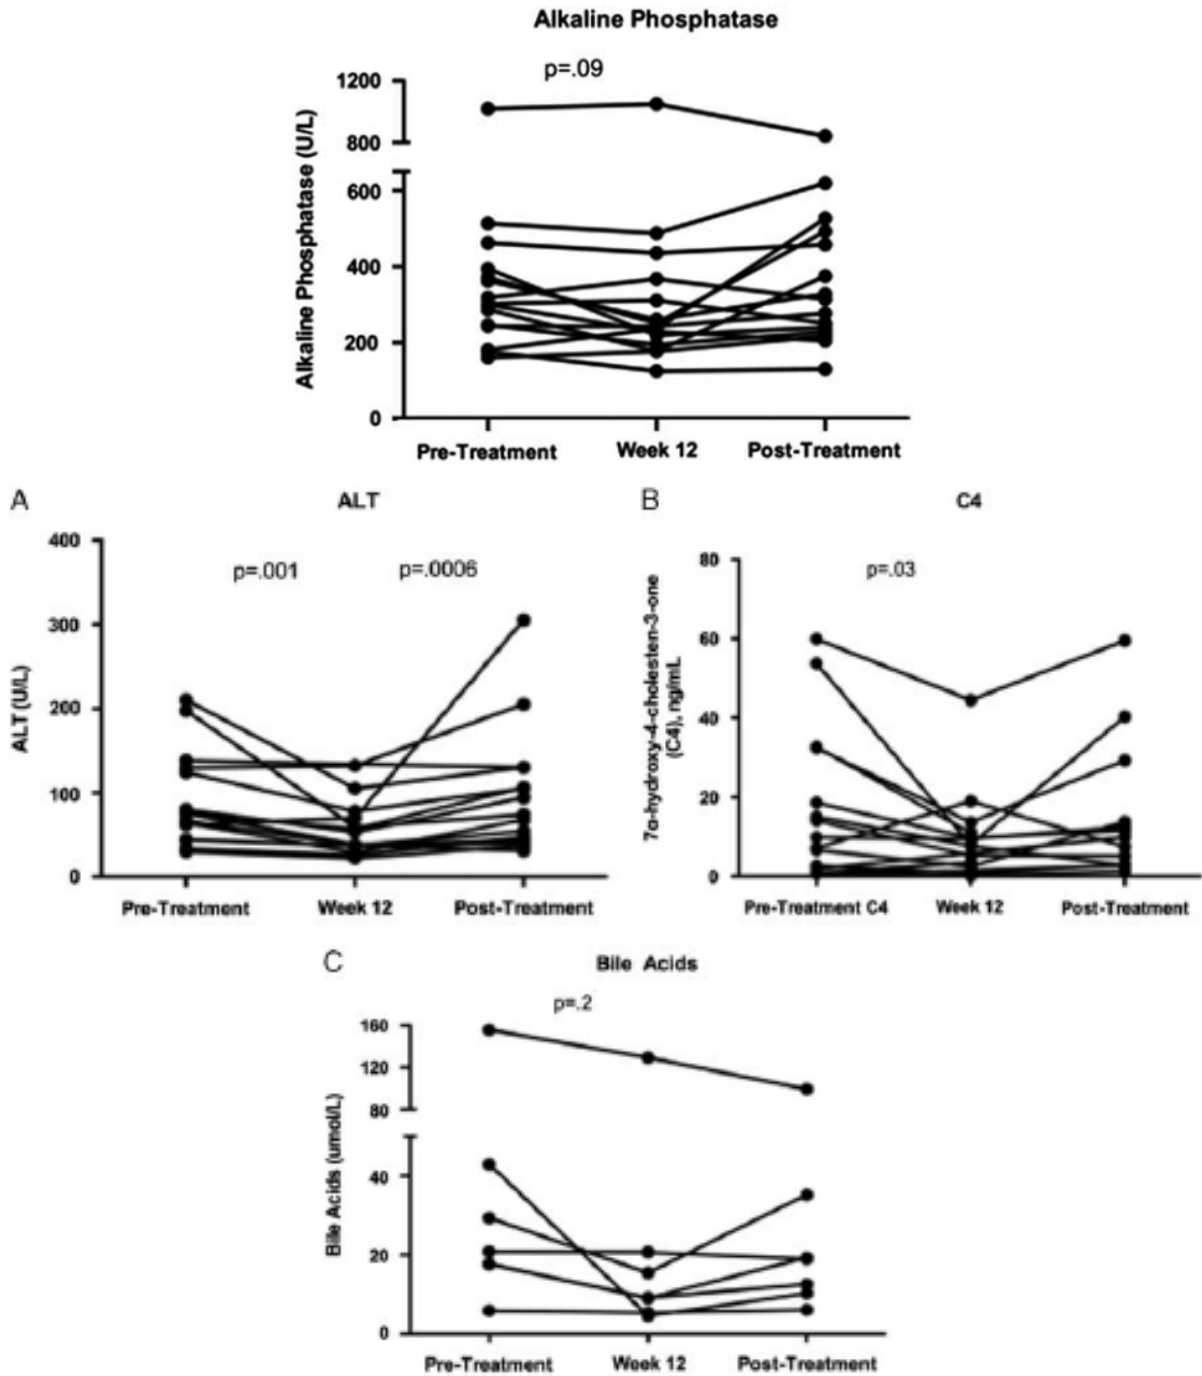 Alkaline Phosphatase
p=.09
Alkaline Phosphatase (U/L)
1200
800
600
400
200
0
Pre-Treatment Week 12 Post-Treatment
A ALT
p=.001 p=.0006
ALT (U/L)
400
300
200
100
0
Pre-Treatment Week 12 Post-Treatment
B C4
p=.03
7α-hydroxy-4-cholesten-3-one
(C4), ng/mL
80
60
40
20
0
Pre-Treatment C4 Week 12 Post-Treatment
C Bile Acids
p=.2
Bile Acids (umol/L)
160
120
80
40
20
0
Pre-Treatment Week 12 Post-Treatment